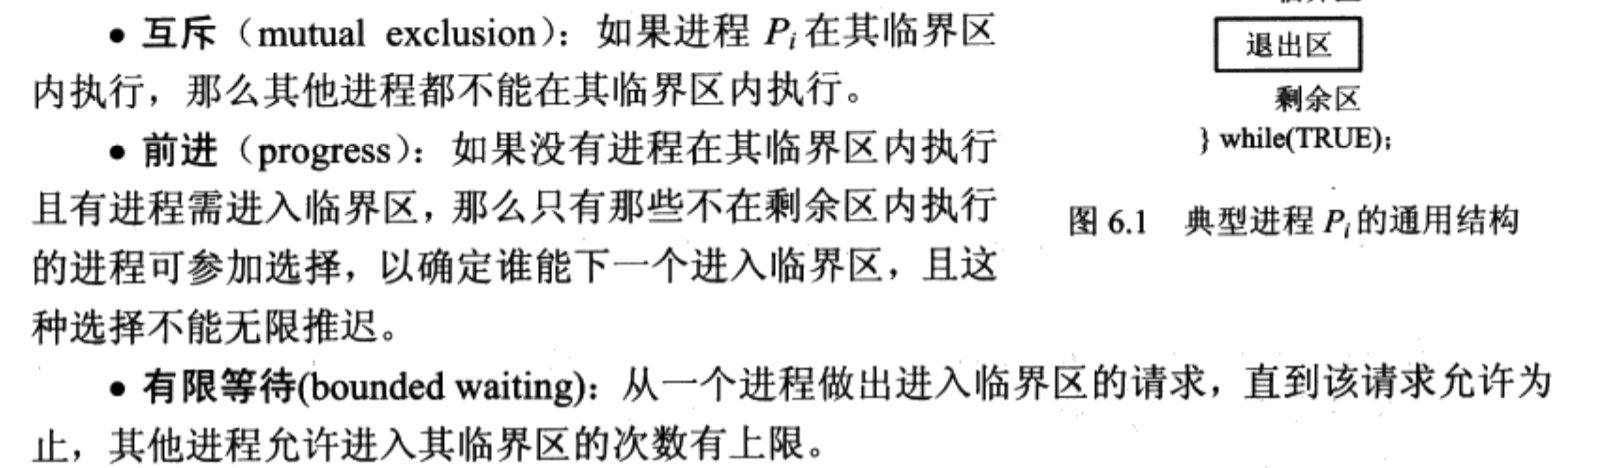 • 互斥（mutual exclusion）：如果进程 Pi 在其临界区
内执行，那么其他进程都不能在其临界区内执行。
• 前进（progress）：如果没有进程在其临界区内执行
且有进程需进入临界区，那么只有那些不在剩余区内执行
的进程可参加选择，以确定谁能下一个进入临界区，且这
种选择不能无限推迟。
退出区
剩余区
} while(TRUE);
图 6.1 典型进程 Pi 的通用结构
• 有限等待(bounded waiting)：从一个进程做出进入临界区的请求，直到该请求允许为
止，其他进程允许进入其临界区的次数有上限。